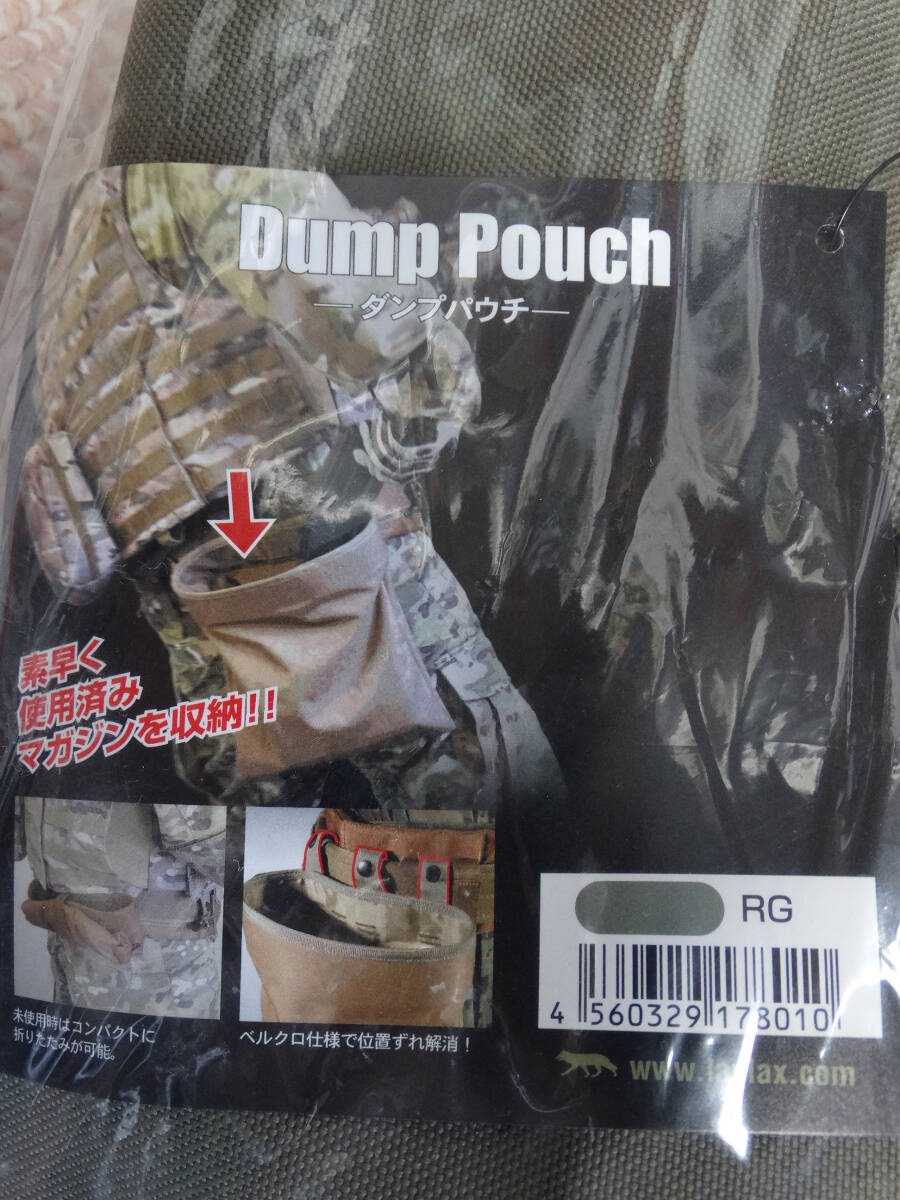 Dump Pouch
ダンプパウチ
素早く
使用済み
マガジンを収納!!
未使用時はコンパクトに
折りたたみが可能。
ベルクロ仕様で位置ずれ解消！
RG
4 560329 178010
www.laylax.com